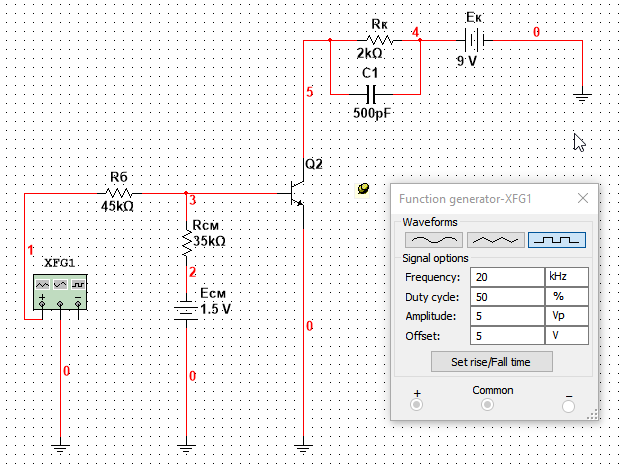 Rк
4
Eк
0
2kΩ
9 V
C1
5
500pF
Q2
R6
45kΩ
3
Rсм
35kΩ
1
XFG1
2
Eсм
1.5 V
0
0
0
Function generator-XFG1
Waveforms
Signal options
Frequency: 20 kHz
Duty cycle: 50 %
Amplitude: 5 Vp
Offset: 5 V
Set rise/Fall time
+ Common −